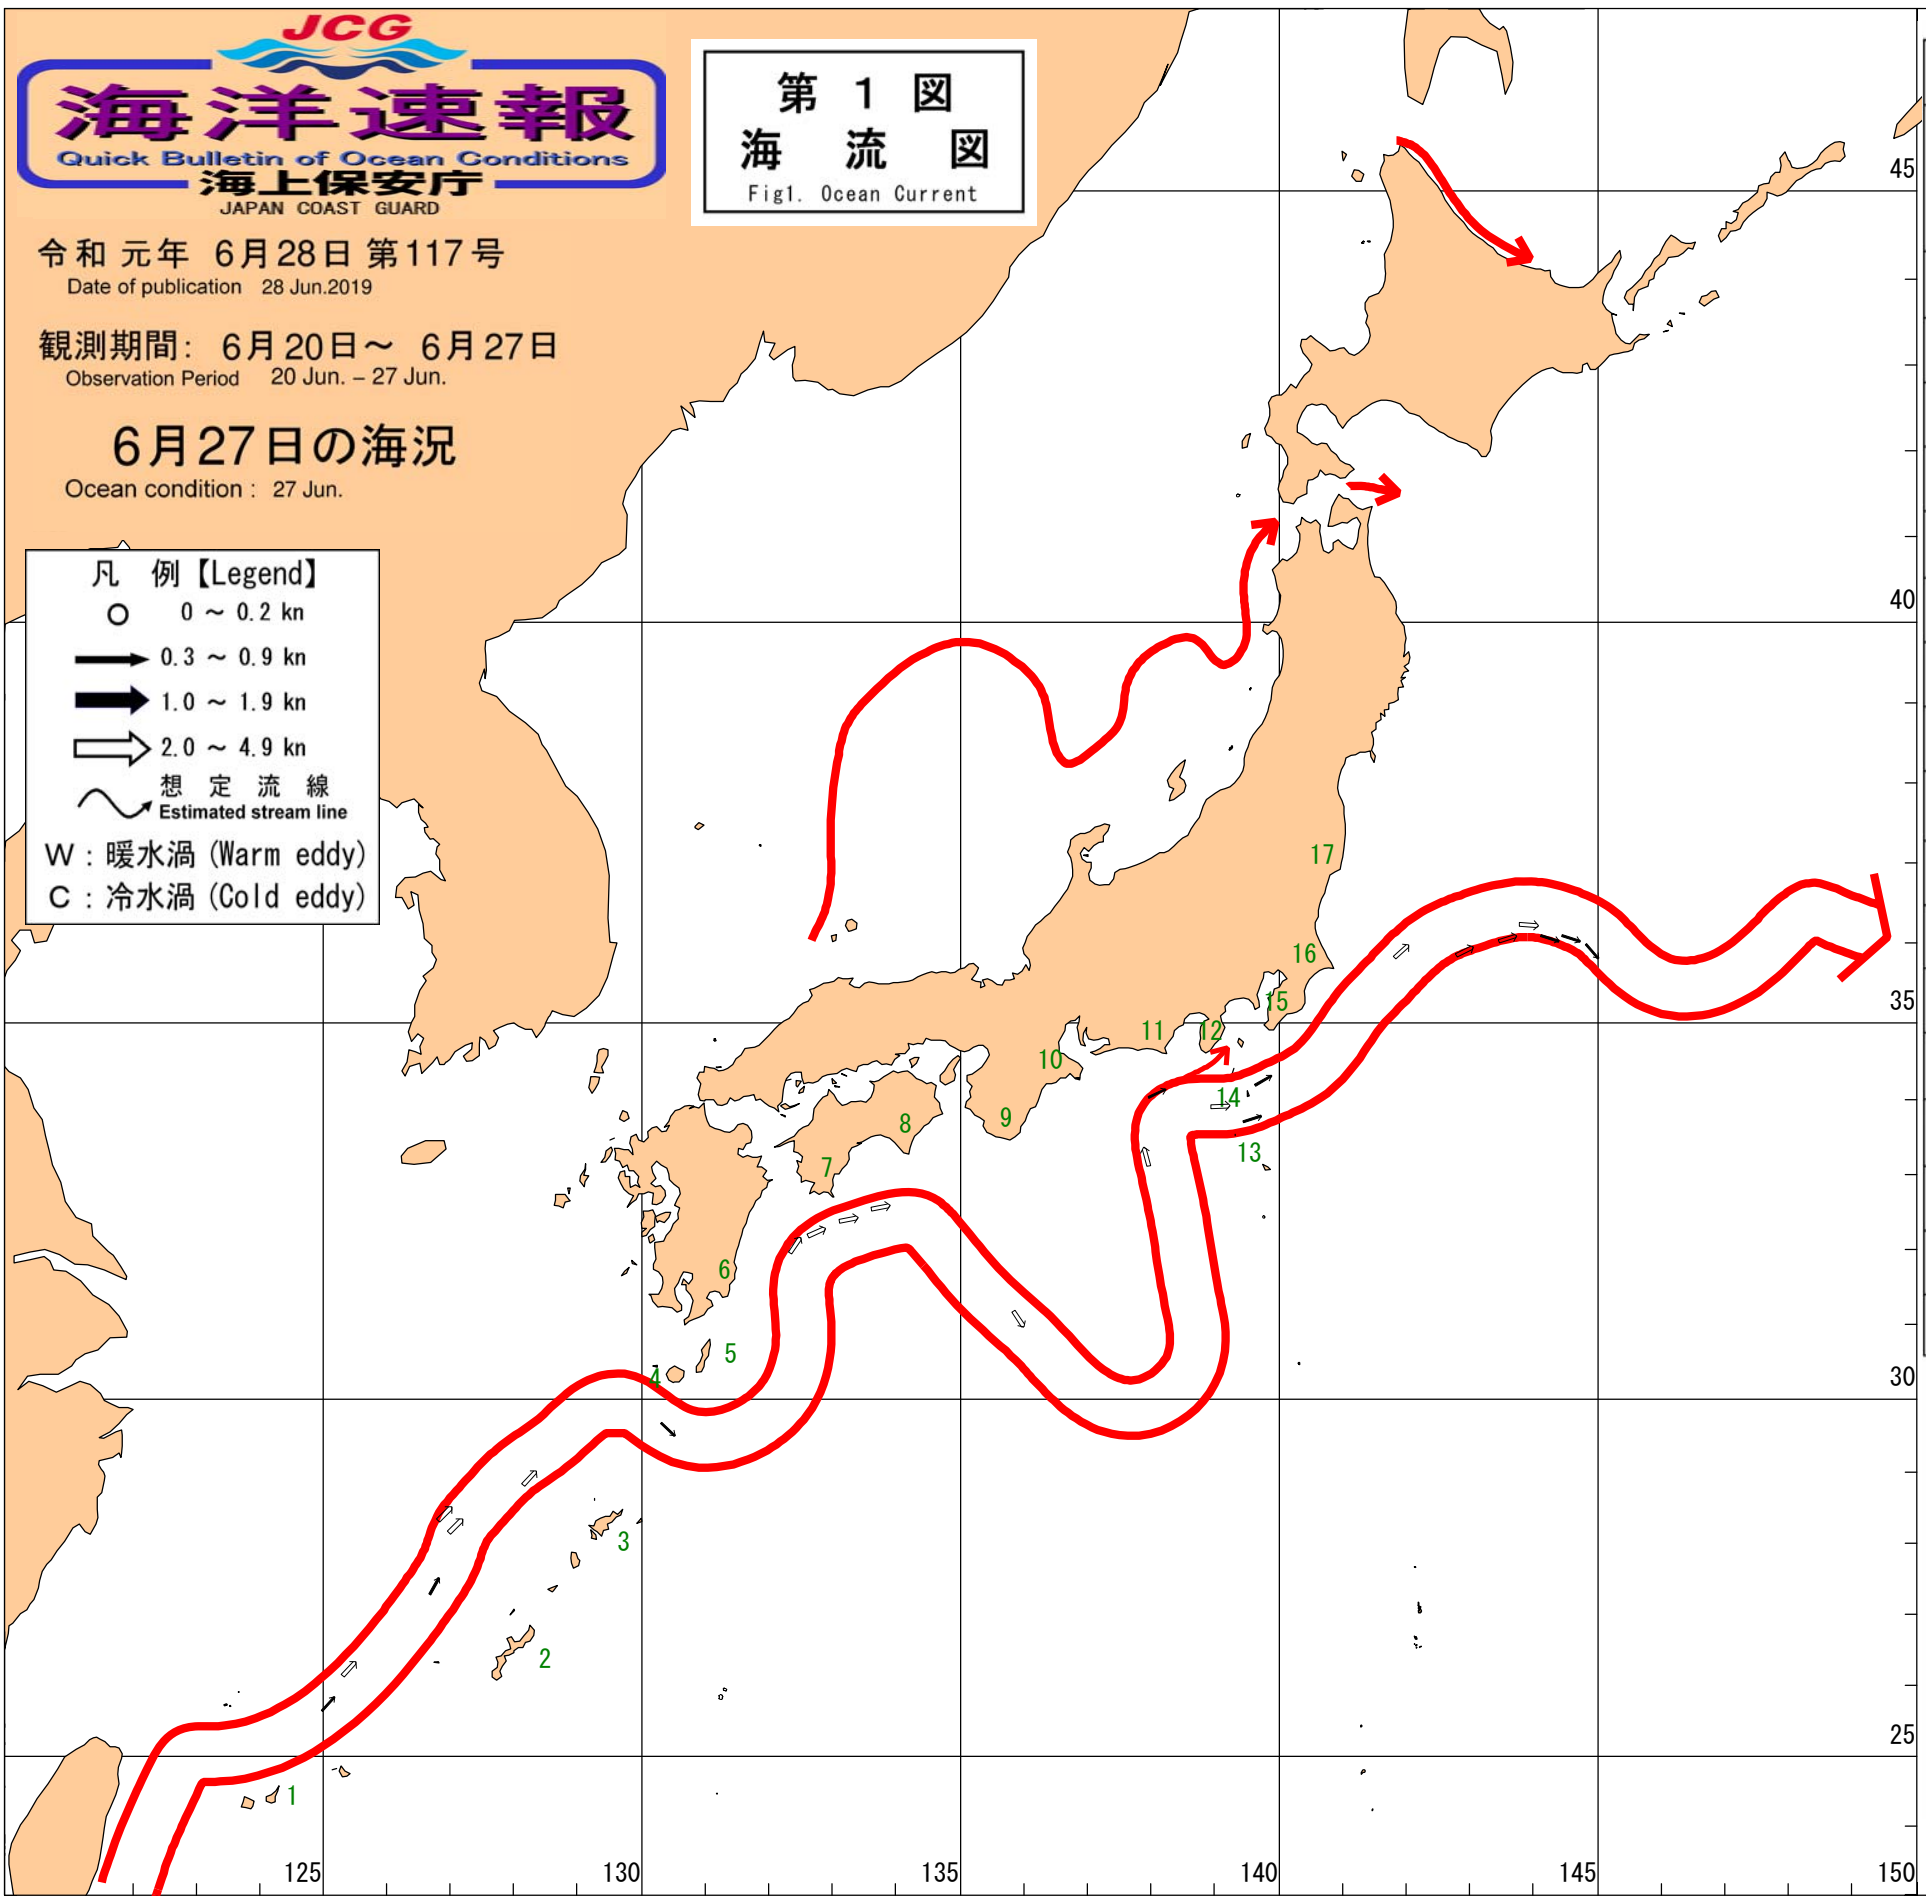 JCG
海洋速報
Quick Bulletin of Ocean Conditions
海上保安庁
JAPAN COAST GUARD
第 1 図
海 流 図
Fig1. Ocean Current
令和 元年 6月28日 第117号
Date of publication 28 Jun.2019
観測期間: 6月20日～ 6月27日
Observation Period 20 Jun. – 27 Jun.
6月27日の海況
Ocean condition : 27 Jun.
凡 例【Legend】
0 ～ 0.2 kn
0.3 ～ 0.9 kn
1.0 ～ 1.9 kn
2.0 ～ 4.9 kn
想 定 流 線
Estimated stream line
W : 暖水渦 (Warm eddy)
C : 冷水渦 (Cold eddy)
45
40
17
16
35
15
12
11
10
14
9
8
13
7
6
5
4
30
3
2
25
1
125
130
135
140
145
150